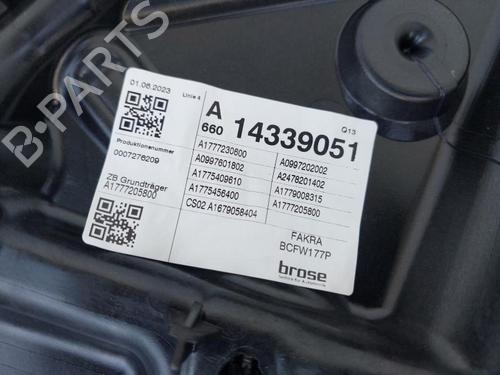 B-PARTS
01.06.2023
Linie 4
A
660
14339051
Q13
Produktionsnummer
0007276209
ZB Grundträger
A1777205800
A1777230600
A0997601802
A1775409610
A1775456400
CS02 A1679058404
A0997202002
A2478201402
A1779008315
A1777205800
FAKRA
BCFW177P
brose